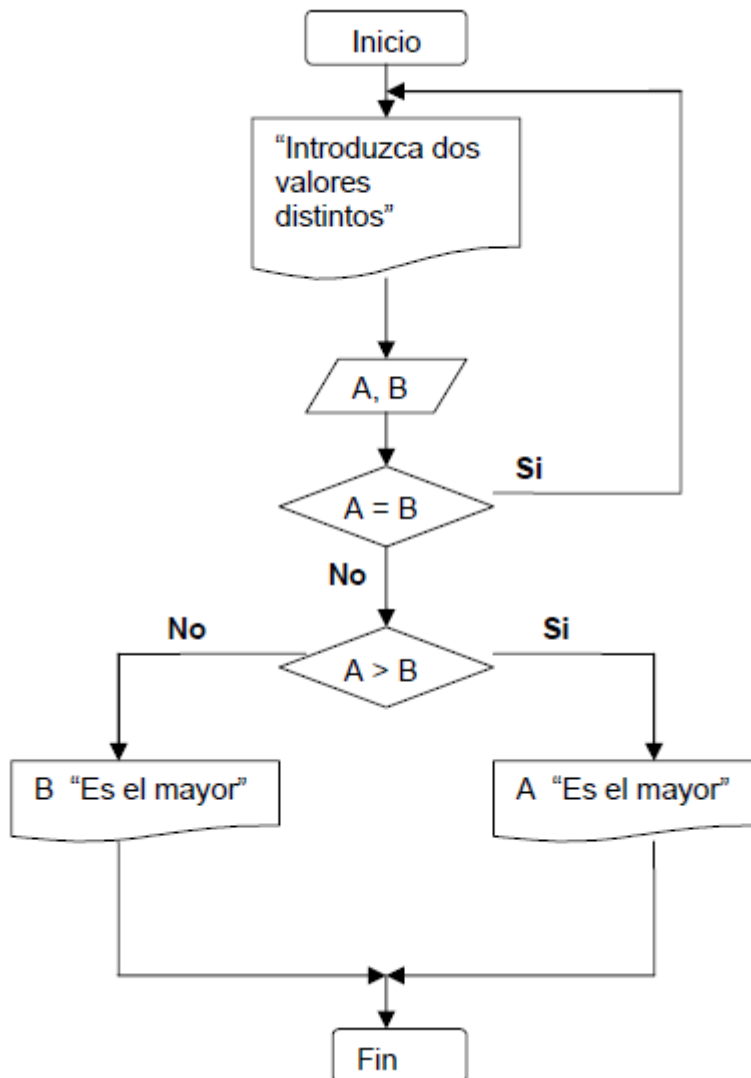 Inicio
“Introduzca dos
valores
distintos”
A, B
Si
A = B
No
No
Si
A > B
B “Es el mayor”
A “Es el mayor”
Fin